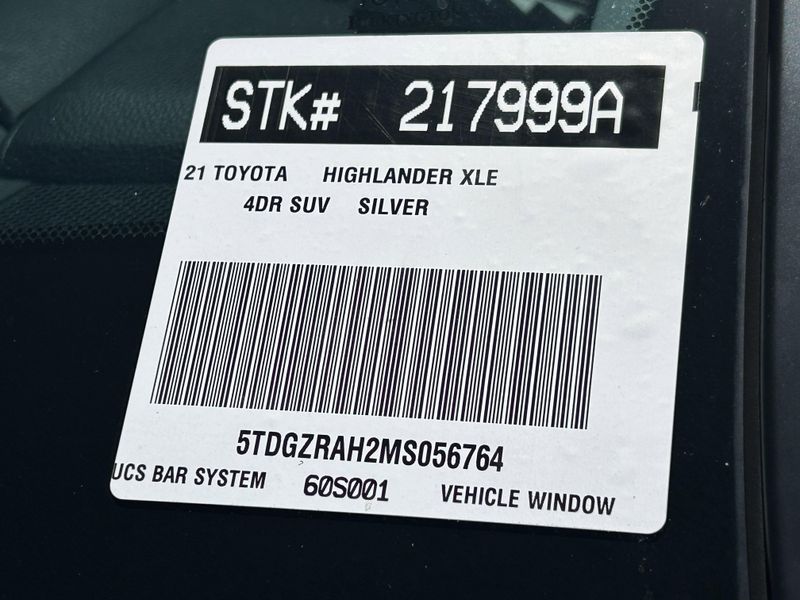 STK# 217999A
21 TOYOTA HIGHLANDER XLE
4DR SUV SILVER
5TDGZRAH2MS056764
UCS BAR SYSTEM 60S001 VEHICLE WINDOW